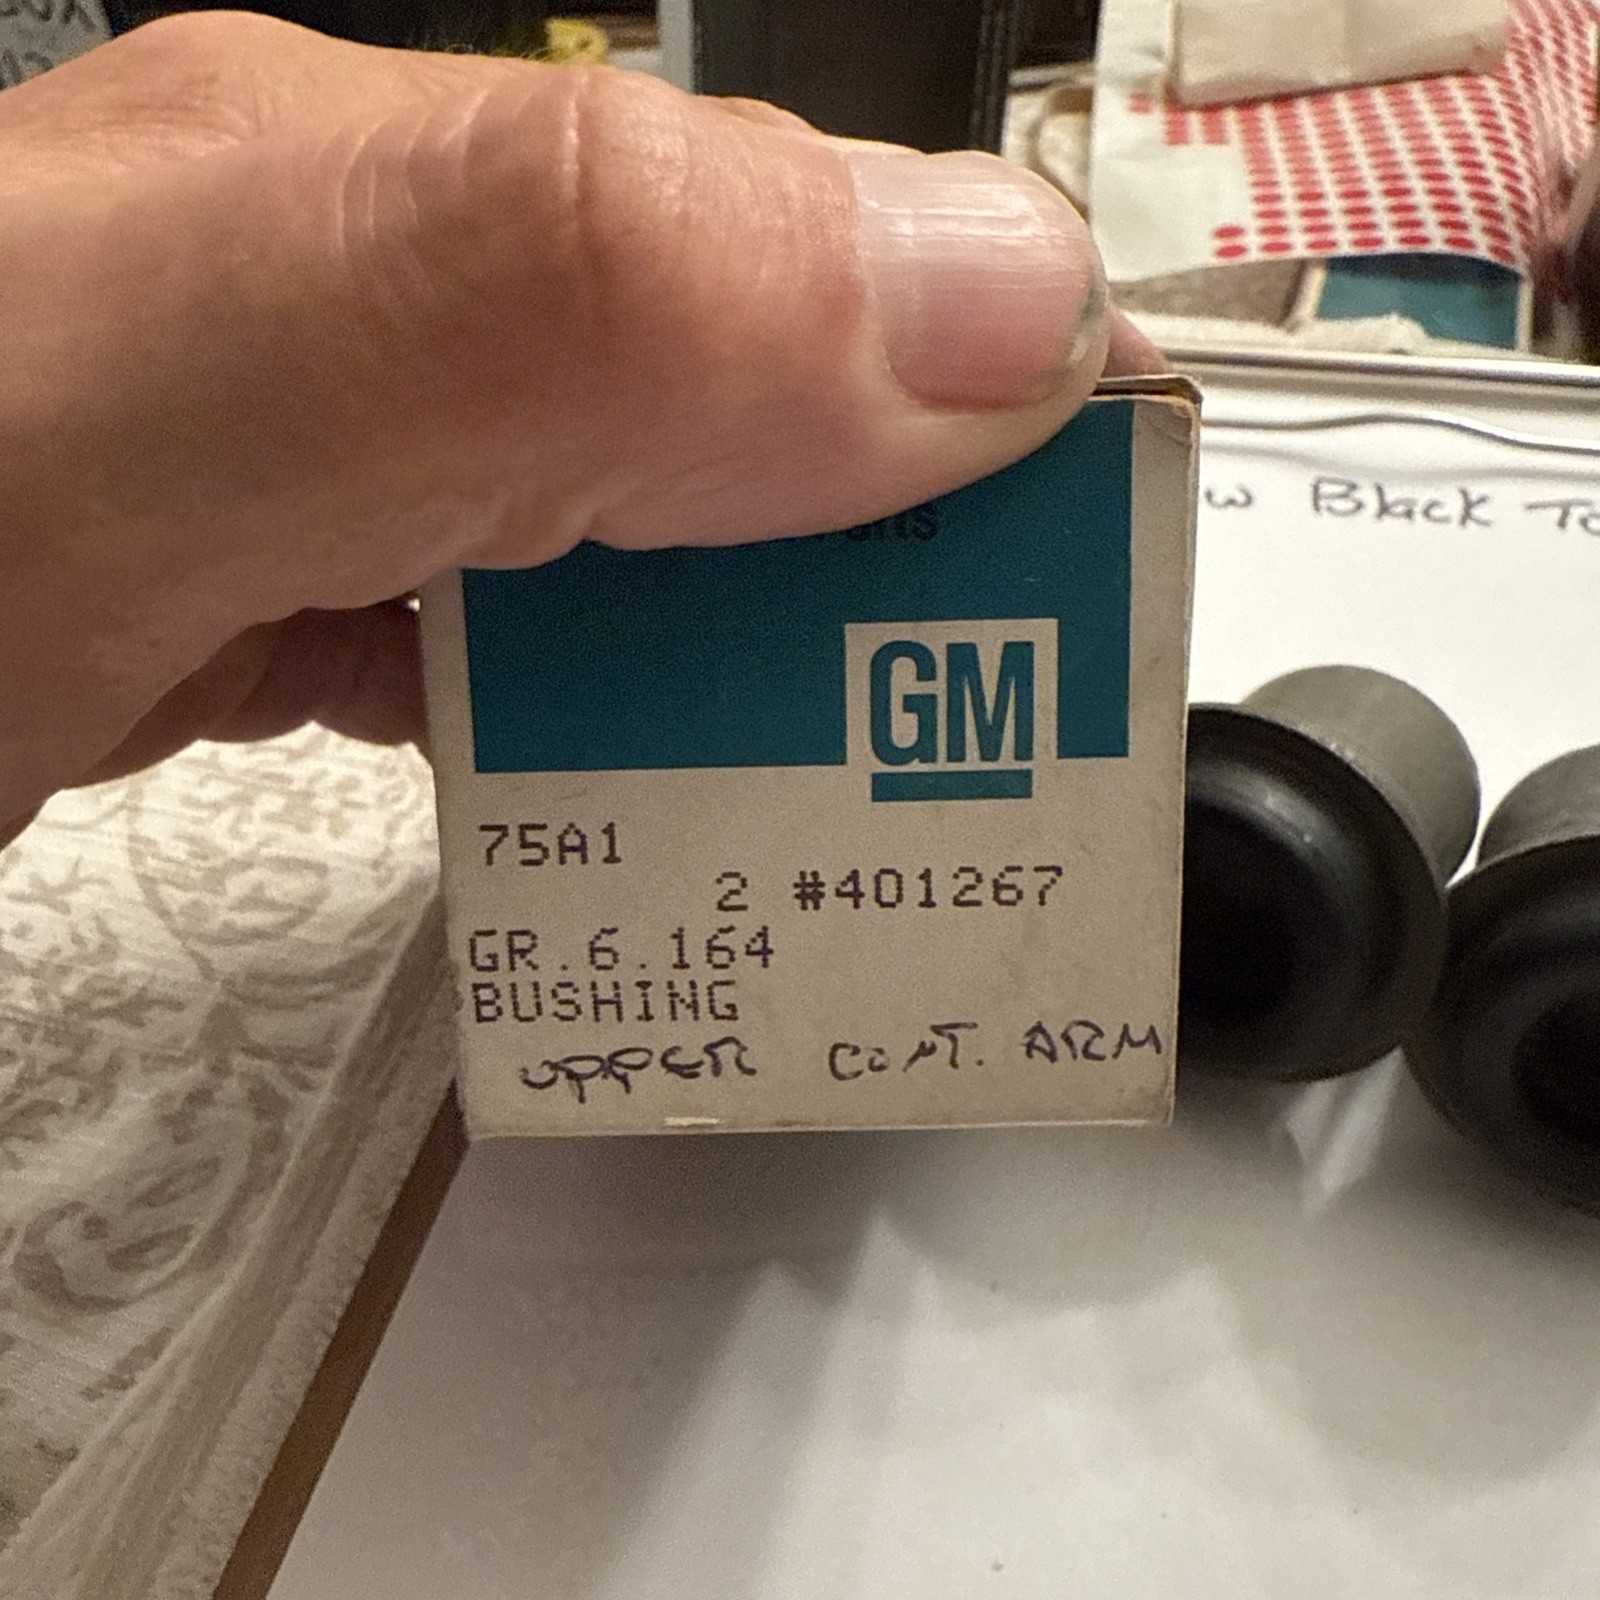 GM
75A1
2 #401267
GR.6.164
BUSHING
UPPER CONT. ARM
Black